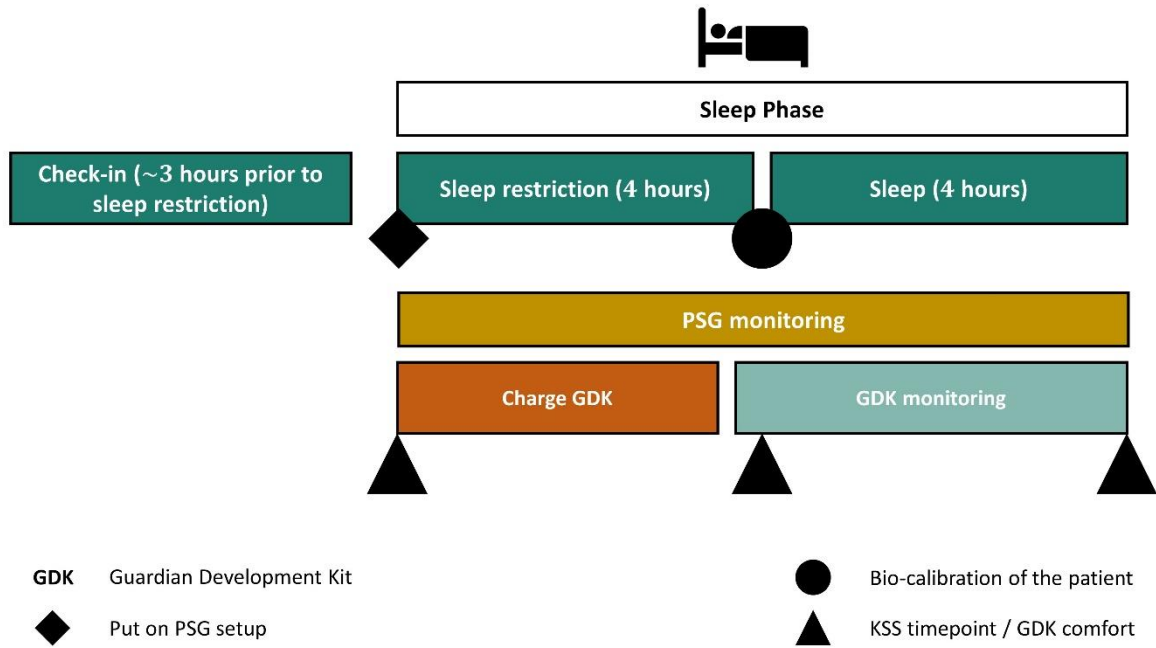 Sleep Phase
Check-in (~3 hours prior to
sleep restriction)
Sleep restriction (4 hours)
Sleep (4 hours)
PSG monitoring
Charge GDK
GDK monitoring
GDK Guardian Development Kit
Put on PSG setup
Bio-calibration of the patient
KSS timepoint / GDK comfort